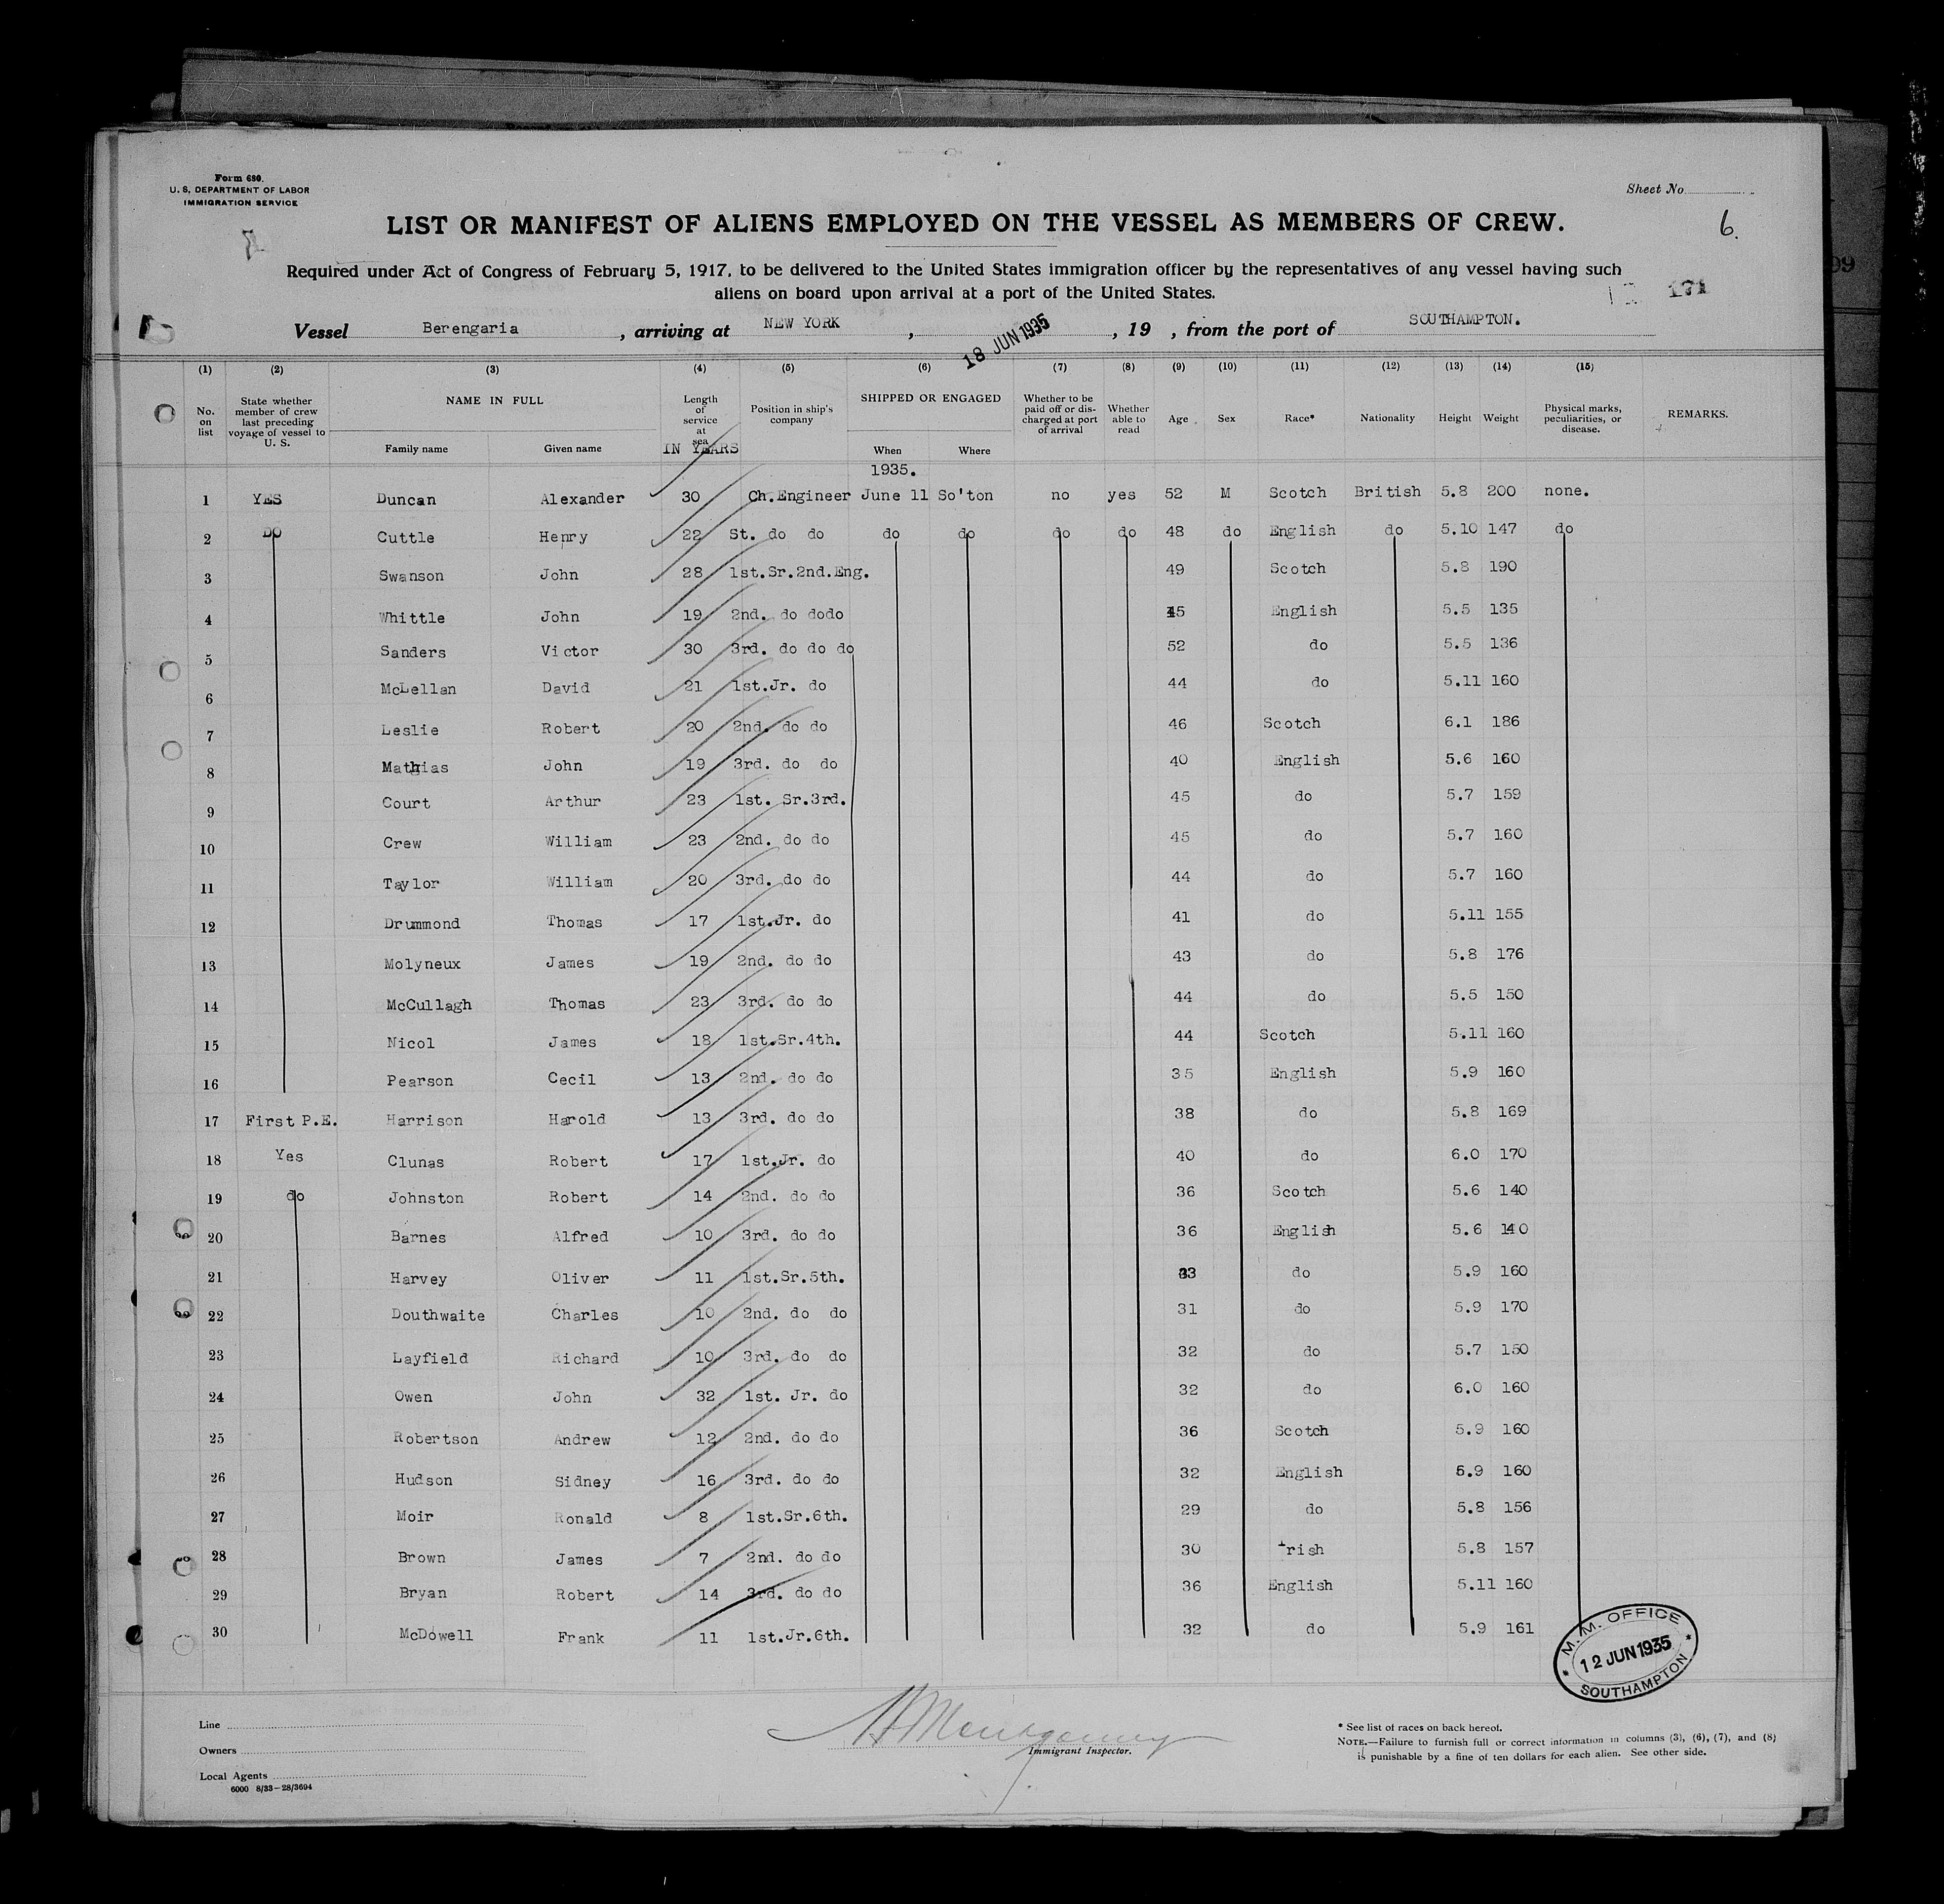 Form 680.
U. S. DEPARTMENT OF LABOR
IMMIGRATION SERVICE
Sheet No.
6.
LIST OR MANIFEST OF ALIENS EMPLOYED ON THE VESSEL AS MEMBERS OF CREW.
Required under Act of Congress of February 5, 1917, to be delivered to the United States immigration officer by the representatives of any vessel having such
aliens on board upon arrival at a port of the United States.
171
Vessel Berengaria, arriving at NEW YORK, 18 JUN 1935, 19 , from the port of SOUTHAMPTON.
(1) (2) (3) (4) (5) (6) (7) (8) (9) (10) (11) (12) (13) (14) (15)
No. on list State whether member of crew last preceding voyage of vessel to U. S. NAME IN FULL Family name Given name Length of service at sea IN YEARS Position in ship's company SHIPPED OR ENGAGED When Where Whether to be paid off or discharged at port of arrival Whether able to read Age Sex Race* Nationality Height Weight Physical marks, peculiarities, or disease. REMARKS.
1935.
1 YES Duncan Alexander 30 Ch.Engineer June 11 So'ton no yes 52 M Scotch British 5.8 200 none.
2 DO Cuttle Henry 22 St. do do do do do do 48 do English do 5.10 147 do
3 Swanson John 28 1st.Sr.2nd.Eng. 49 Scotch 5.8 190
4 Whittle John 19 2nd. do dodo 45 English 5.5 135
5 Sanders Victor 30 3rd. do do do 52 do 5.5 136
6 McLellan David 21 1st.Jr. do 44 do 5.11 160
7 Leslie Robert 20 2nd. do do 46 Scotch 6.1 186
8 Mathias John 19 3rd. do do 40 English 5.6 160
9 Court Arthur 23 1st. Sr.3rd. 45 do 5.7 159
10 Crew William 23 2nd. do do 45 do 5.7 160
11 Taylor William 20 3rd. do do 44 do 5.7 160
12 Drummond Thomas 17 1st.Jr. do 41 do 5.11 155
13 Molyneux James 19 2nd. do do 43 do 5.8 176
14 McCullagh Thomas 23 3rd. do do 44 do 5.5 150
15 Nicol James 18 1st.Sr.4th. 44 Scotch 5.11 160
16 Pearson Cecil 13 2nd. do do 35 English 5.9 160
17 First P.E. Harrison Harold 13 3rd. do do 38 do 5.8 169
18 Yes Clunas Robert 17 1st.Jr. do 40 do 6.0 170
19 do Johnston Robert 14 2nd. do do 36 Scotch 5.6 140
20 Barnes Alfred 10 3rd. do do 36 English 5.6 140
21 Harvey Oliver 11 1st.Sr.5th. 33 do 5.9 160
22 Douthwaite Charles 10 2nd. do do 31 do 5.9 170
23 Layfield Richard 10 3rd. do do 32 do 5.7 150
24 Owen John 32 1st. Jr. do 32 do 6.0 160
25 Robertson Andrew 12 2nd. do do 36 Scotch 5.9 160
26 Hudson Sidney 16 3rd. do do 32 English 5.9 160
27 Moir Ronald 8 1st.Sr.6th. 29 do 5.8 156
28 Brown James 7 2nd. do do 30 Irish 5.8 157
29 Bryan Robert 14 3rd. do do 36 English 5.11 160
30 McDowell Frank 11 1st.Jr.6th. 32 do 5.9 161
M. M. OFFICE
12 JUN 1935
SOUTHAMPTON
Line
Owners
Local Agents
6000 8/33-28/3694
Montgomery
Immigrant Inspector.
* See list of races on back hereof.
NOTE.—Failure to furnish full or correct information in columns (3), (6), (7), and (8)
is punishable by a fine of ten dollars for each alien. See other side.